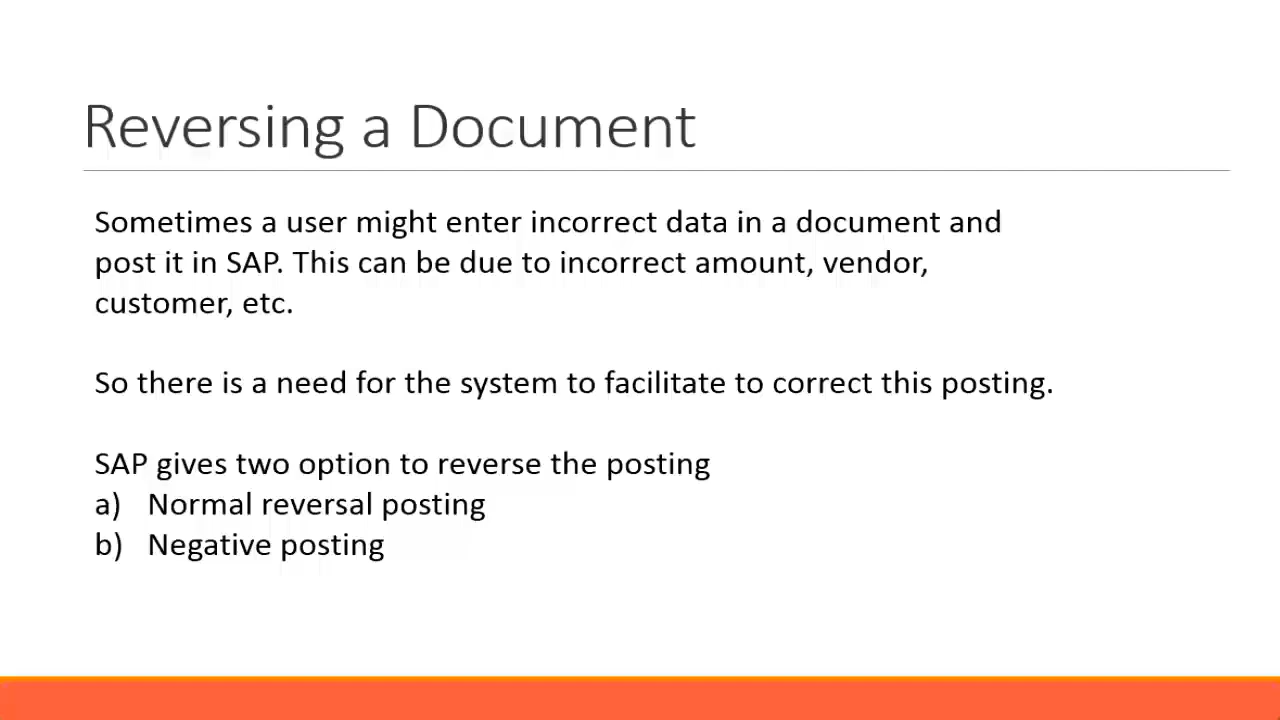 Reversing a Document
Sometimes a user might enter incorrect data in a document and
post it in SAP. This can be due to incorrect amount, vendor,
customer, etc.
So there is a need for the system to facilitate to correct this posting.
SAP gives two option to reverse the posting
a) Normal reversal posting
b) Negative posting